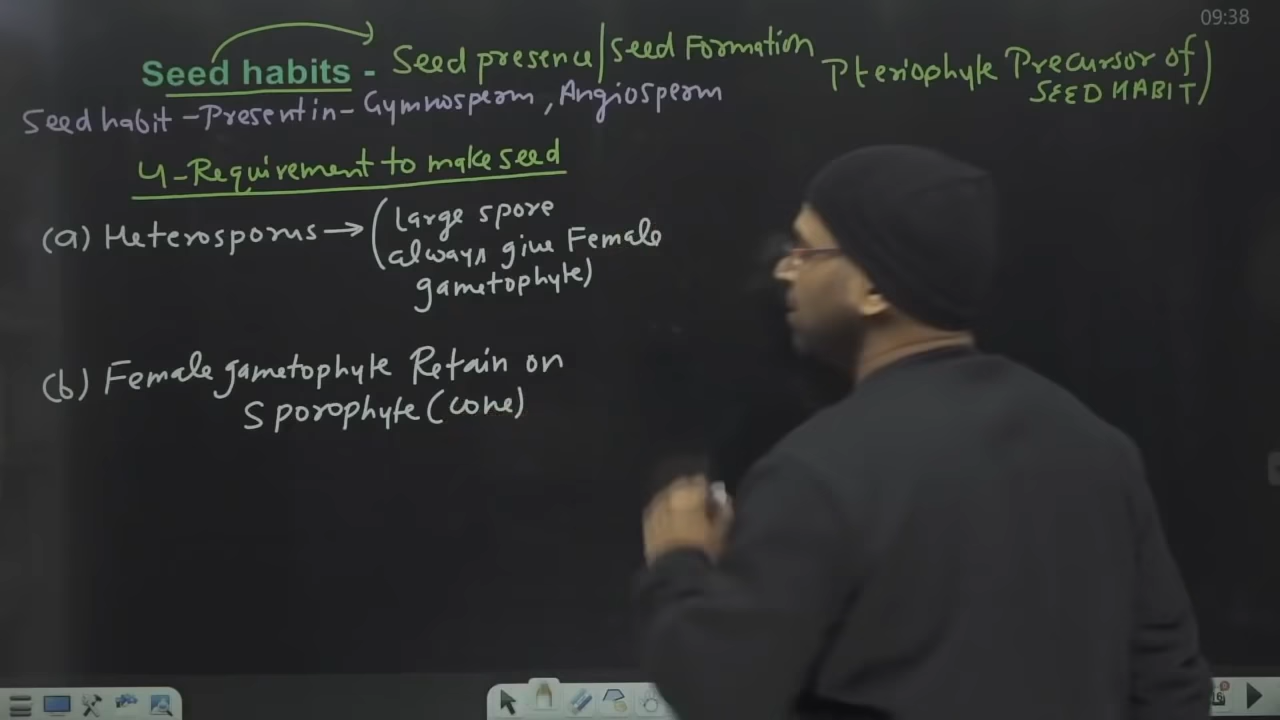 09:38
Seed habits - Seed presence/Seed Formation
Pteriophyte Precursor of
SEED HABIT)
Seed habit - Present in - Gymnosperm, Angiosperm
4-Requirement to make seed
(a) Heterosporus → (large spore
always give Female
gametophyte)
(b) Female gametophyte Retain on
Sporophyte (cone)